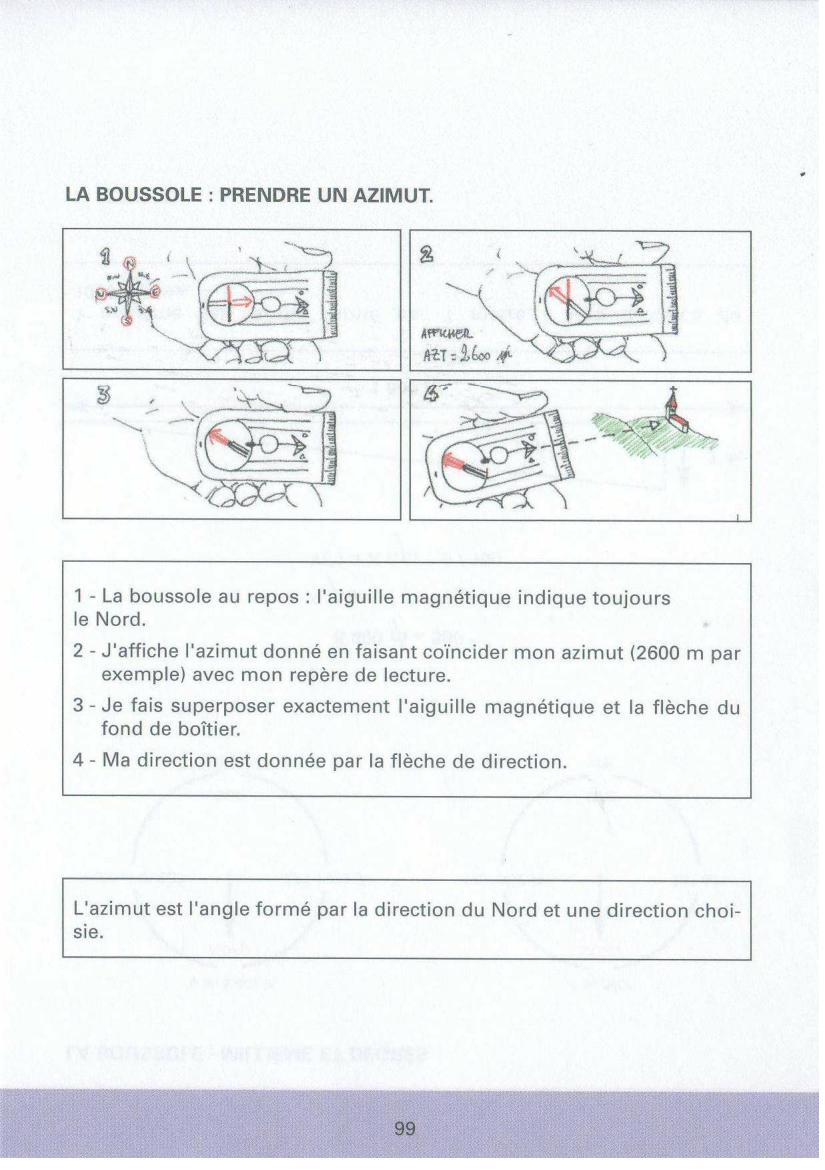 LA BOUSSOLE : PRENDRE UN AZIMUT.
1
N
2
AFFICHER
AZT = 2600
3
4
1 - La boussole au repos : l'aiguille magnétique indique toujours
le Nord.
2 - J'affiche l'azimut donné en faisant coïncider mon azimut (2600 m par
exemple) avec mon repère de lecture.
3 - Je fais superposer exactement l'aiguille magnétique et la flèche du
fond de boîtier.
4 - Ma direction est donnée par la flèche de direction.
L'azimut est l'angle formé par la direction du Nord et une direction choi-
sie.
99